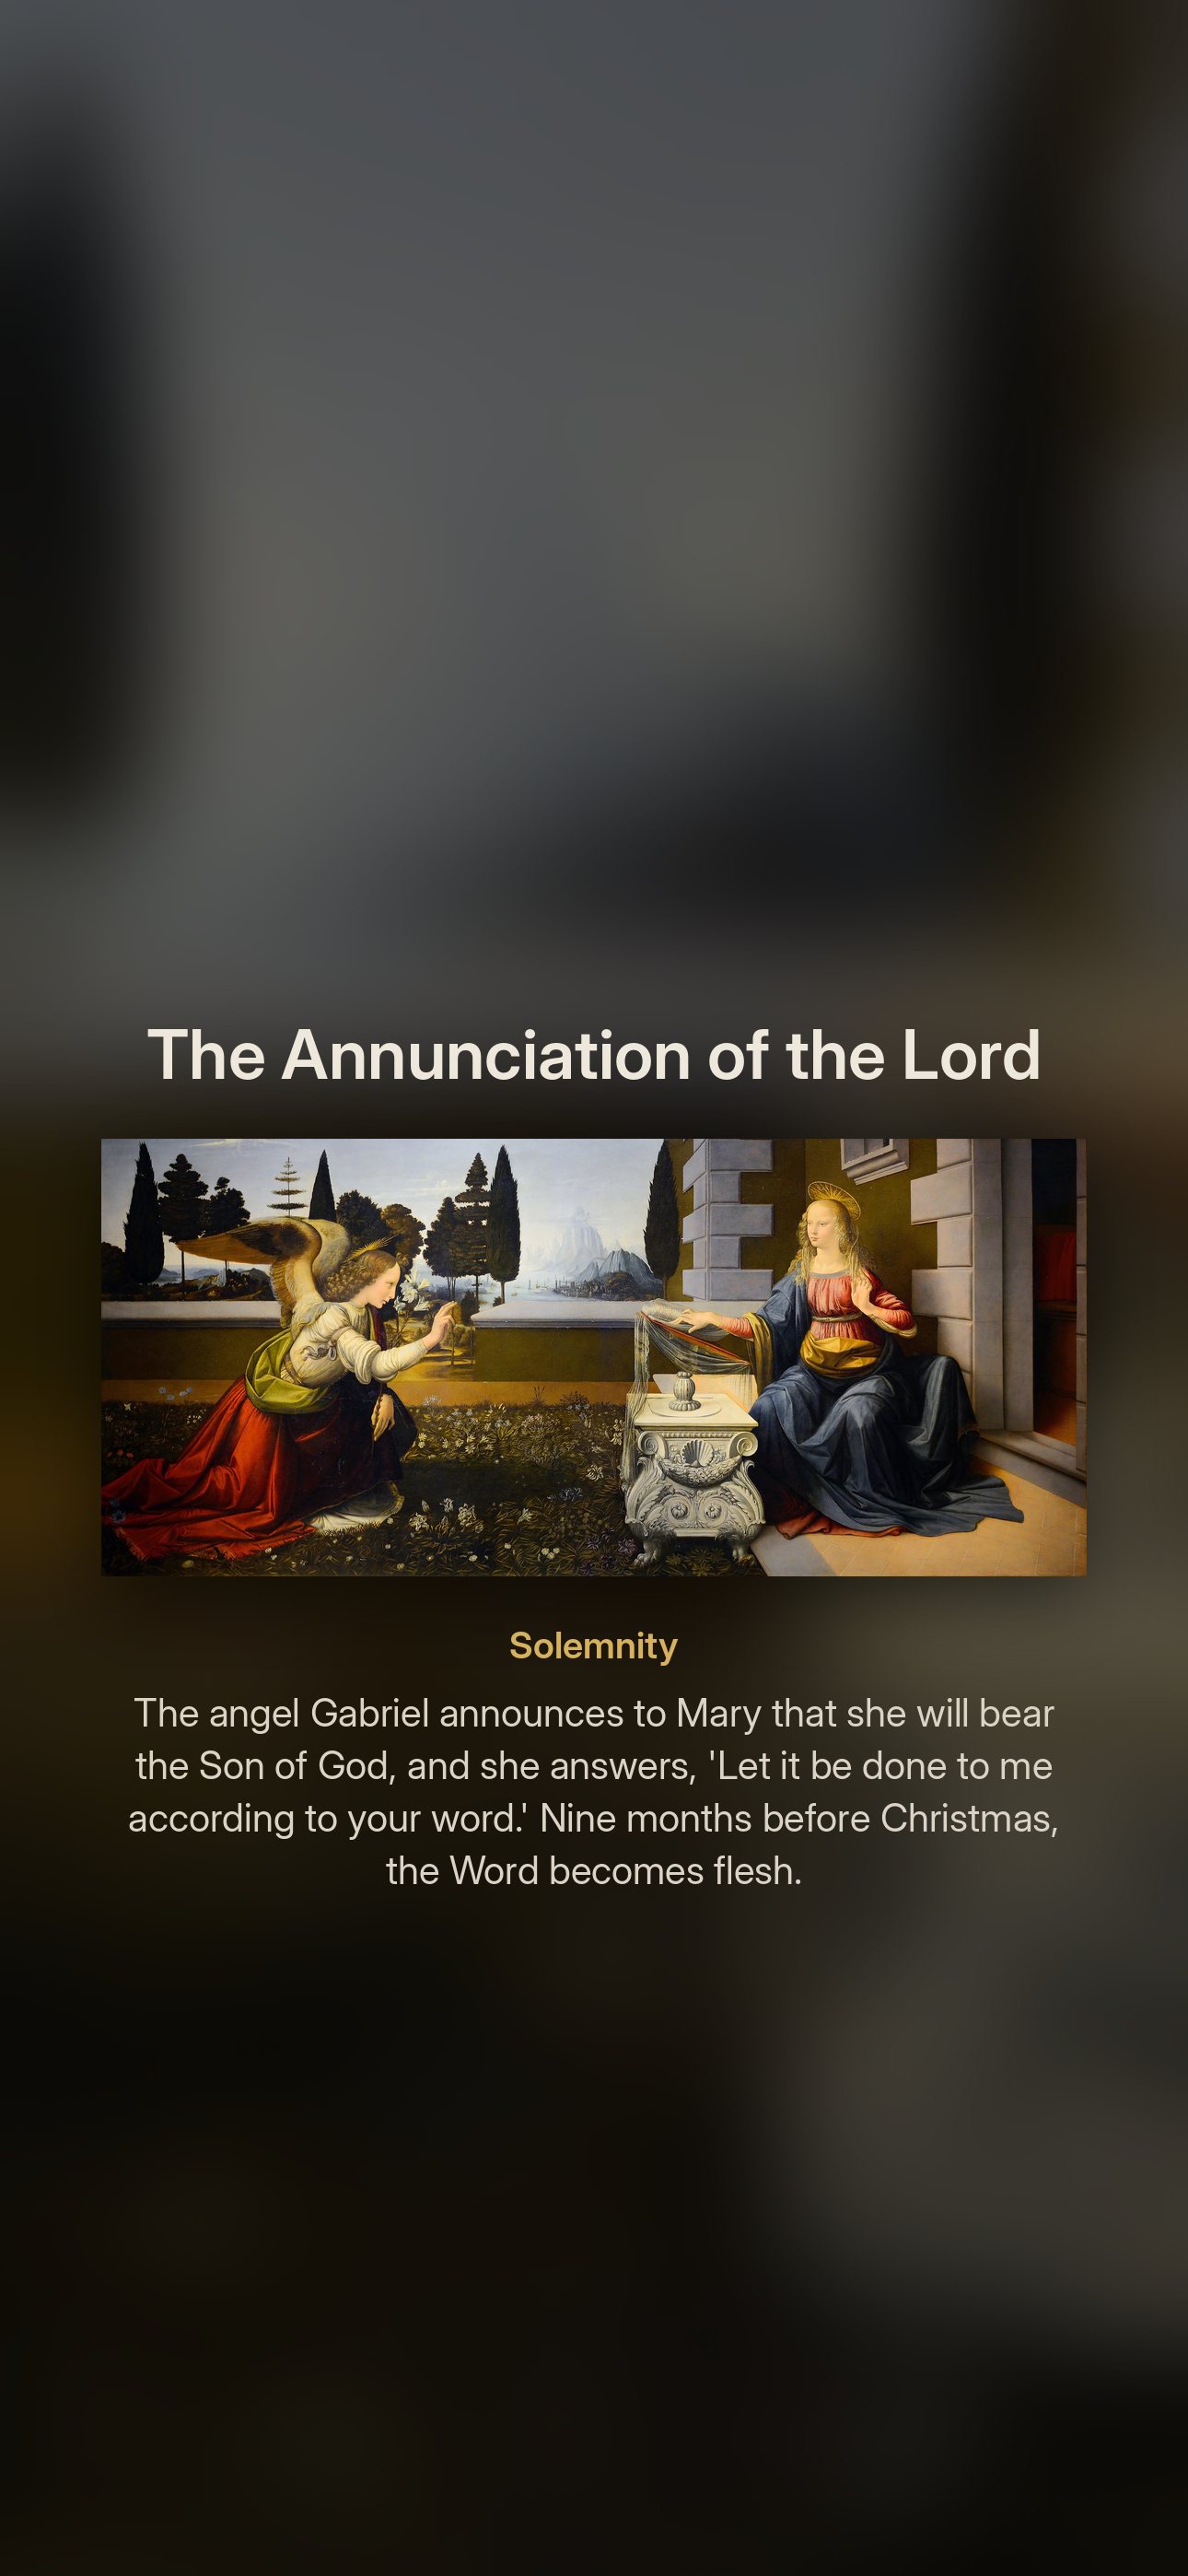 The Annunciation of the Lord
Solemnity
The angel Gabriel announces to Mary that she will bear
the Son of God, and she answers, 'Let it be done to me
according to your word.' Nine months before Christmas,
the Word becomes flesh.